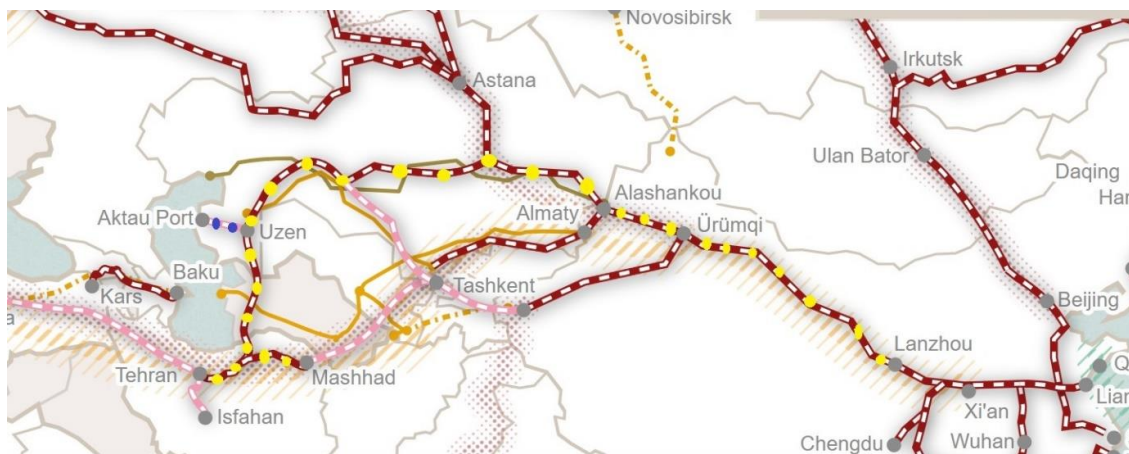 Novosibirsk
Irkutsk
Astana
Ulan Bator
Daqing
Alashankou
Aktau Port
Almaty
Ürümqi
Uzen
Baku
Kars
Tashkent
Beijing
Lanzhou
Tehran
Mashhad
Xi'an
Isfahan
Chengdu
Wuhan